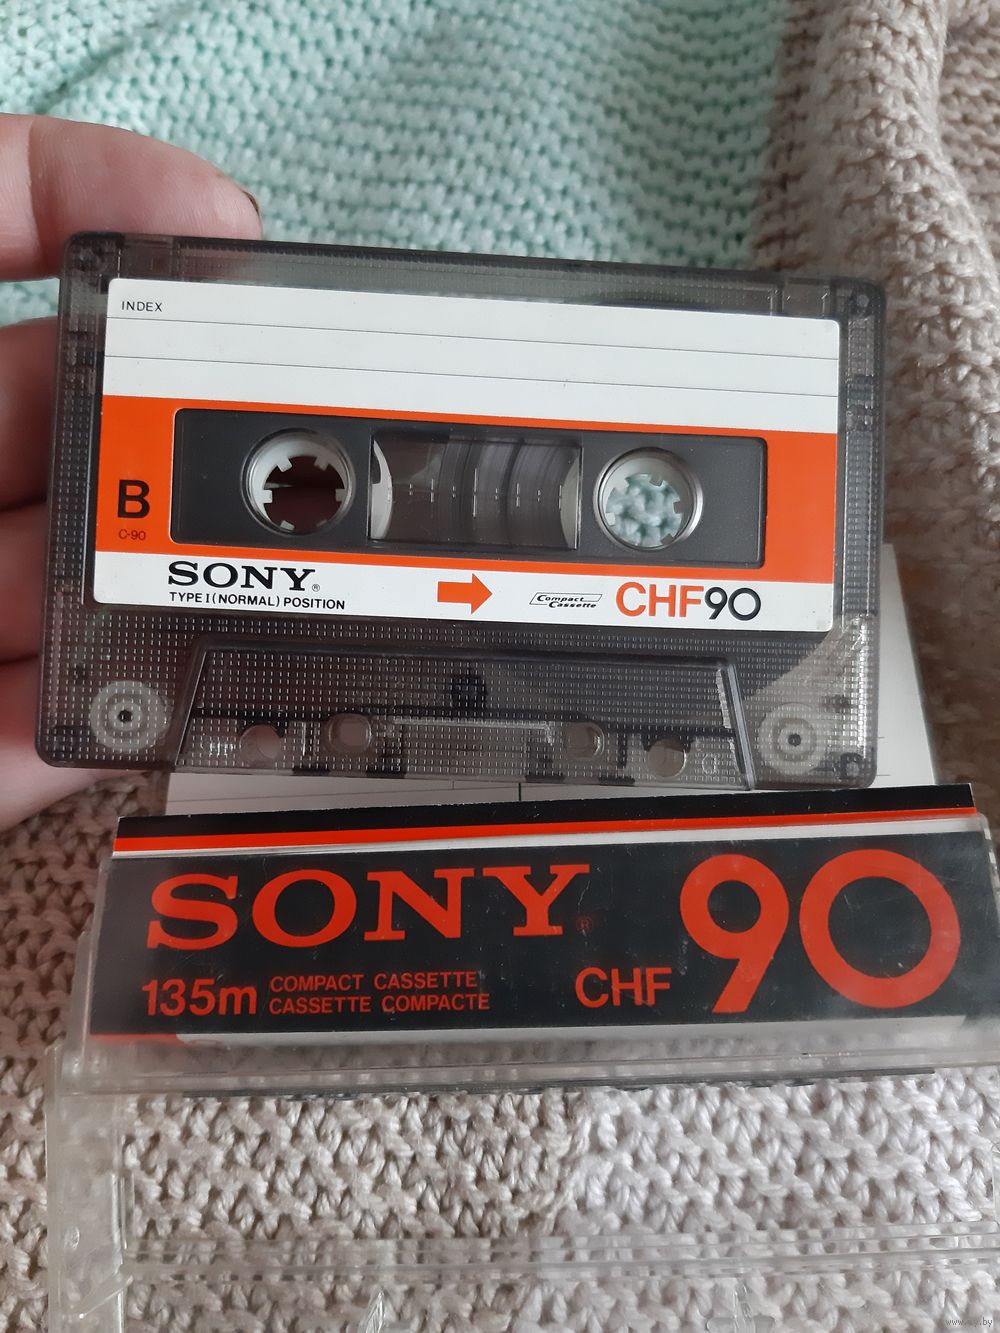 INDEX
B
C-90
SONY®
TYPE I (NORMAL) POSITION
Compact
Cassette
CHF90
SONY®
90
135m
COMPACT CASSETTE
CASSETTE COMPACTE
CHF